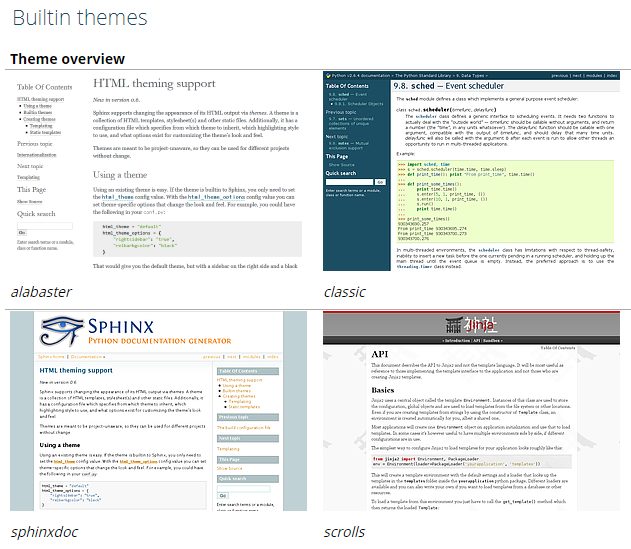 Builtin themes
Theme overview
Table Of Contents
HTML theming support
Using a theme
Builtin themes
Creating themes
Templating
Static templates
Previous topic
Internationalization
Next topic
Templating
This Page
Show Source
Quick search
Go
Enter search terms or a module,
class or function name.
HTML theming support
New in version 0.6.
Sphinx supports changing the appearance of its HTML output via themes. A theme is
a collection of HTML templates, stylesheet(s) and other static files. Additionally, it has a
configuration file which specifies from which theme to inherit, which highlighting style
to use, and what options exist for customizing the theme's look and feel.
Themes are meant to be project-unaware, so they can be used for different projects
without change.
Using a theme
Using an existing theme is easy. If the theme is builtin to Sphinx, you only need to set
the html_theme config value. With the html_theme_options config value you can set
theme-specific options that change the look and feel. For example, you could have
the following in your conf.py:
html_theme = "default"
html_theme_options = {
"rightsidebar": "true",
"relbarbgcolor": "black"
}
That would give you the default theme, but with a sidebar on the right side and a black
alabaster
Python v2.6.4 documentation » The Python Standard Library » 9. Data Types »
previous | next | modules | index
Table Of Contents
9.8. sched — Event
scheduler
9.8.1. Scheduler Objects
Previous topic
9.7. sets — Unordered
collections of unique
elements
Next topic
9.9. mutex — Mutual
exclusion support
This Page
Show Source
Quick search
Go
Enter search terms or a module,
class or function name.
9.8. sched — Event scheduler
The sched module defines a class which implements a general purpose event scheduler:
class sched.scheduler(timefunc, delayfunc)
The scheduler class defines a generic interface to scheduling events. It needs two functions to
actually deal with the "outside world" — timefunc should be callable without arguments, and return
a number (the "time", in any units whatsoever). The delayfunc function should be callable with one
argument, compatible with the output of timefunc, and should delay that many time units.
delayfunc will also be called with the argument 0 after each event is run to allow other threads an
opportunity to run in multi-threaded applications.
Example:
>>> import sched, time
>>> s = sched.scheduler(time.time, time.sleep)
>>> def print_time(): print "From print_time", time.time()
...
>>> def print_some_times():
... print time.time()
... s.enter(5, 1, print_time, ())
... s.enter(10, 1, print_time, ())
... s.run()
... print time.time()
...
>>> print_some_times()
930343690.257
From print_time 930343695.274
From print_time 930343700.273
930343700.276
In multi-threaded environments, the scheduler class has limitations with respect to thread-safety,
inability to insert a new task before the one currently pending in a running scheduler, and holding up the
main thread until the event queue is empty. Instead, the preferred approach is to use the
threading.Timer class instead.
classic
SPHINX
PYTHON DOCUMENTATION GENERATOR
Sphinx home | Documentation »
previous | next | modules | index
HTML theming support
New in version 0.6.
Sphinx supports changing the appearance of its HTML output via themes. A theme
is a collection of HTML templates, stylesheet(s) and other static files. Additionally, it
has a configuration file which specifies from which theme to inherit, which
highlighting style to use, and what options exist for customizing the theme's look and
feel.
Themes are meant to be project-unaware, so they can be used for different projects
without change.
Using a theme
Using an existing theme is easy. If the theme is builtin to Sphinx, you only need to
set the html_theme config value. With the html_theme_options config value you can set
theme-specific options that change the look and feel. For example, you could have
the following in your conf.py:
html_theme = "default"
html_theme_options = {
"rightsidebar": "true",
"relbarbgcolor": "black"
}
Table Of Contents
HTML theming support
Using a theme
Builtin themes
Creating themes
Templating
Static templates
Previous topic
The build configuration file
Next topic
Templating
This Page
Show Source
Quick search
Go
Enter search terms or a
module, class or function
name.
sphinxdoc
Jinja
» Introduction | API | Sandbox »
Table Of Contents
API
This document describes the API to Jinja2 and not the template language. It will be most useful as
reference to those implementing the template interface to the application and not those who are
creating Jinja2 templates.
Basics
Jinja2 uses a central object called the template Environment. Instances of this class are used to store
the configuration, global objects and are used to load templates from the file system or other locations.
Even if you are creating templates from strings by using the constructor of Template class, an
environment is created automatically for you, albeit a shared one.
Most applications will create one Environment object on application initialization and use that to load
templates. In some cases it's however useful to have multiple environments side by side, if different
configurations are in use.
The simplest way to configure Jinja2 to load templates for your application looks roughly like this:
from jinja2 import Environment, PackageLoader
env = Environment(loader=PackageLoader('yourapplication', 'templates'))
This will create a template environment with the default settings and a loader that looks up the
templates in the templates folder inside the yourapplication python package. Different loaders are
available and you can also write your own if you want to load templates from a database or other
resources.
To load a template from this environment you just have to call the get_template() method which
then returns the loaded Template:
scrolls